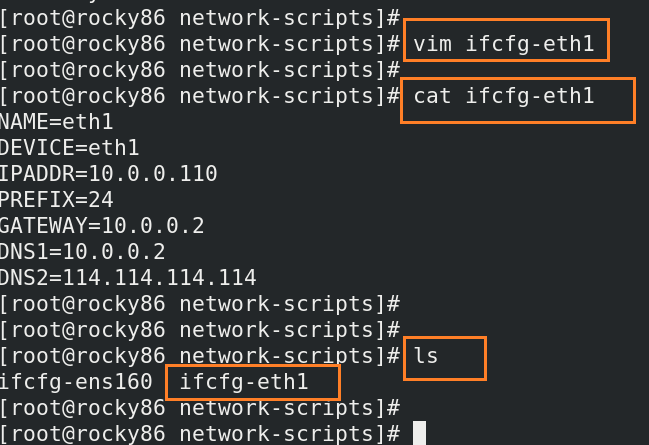 [root@rocky86 network-scripts]#
[root@rocky86 network-scripts]# vim ifcfg-eth1
[root@rocky86 network-scripts]#
[root@rocky86 network-scripts]# cat ifcfg-eth1
NAME=eth1
DEVICE=eth1
IPADDR=10.0.0.110
PREFIX=24
GATEWAY=10.0.0.2
DNS1=10.0.0.2
DNS2=114.114.114.114
[root@rocky86 network-scripts]#
[root@rocky86 network-scripts]#
[root@rocky86 network-scripts]# ls
ifcfg-ens160  ifcfg-eth1
[root@rocky86 network-scripts]#
[root@rocky86 network-scripts]#